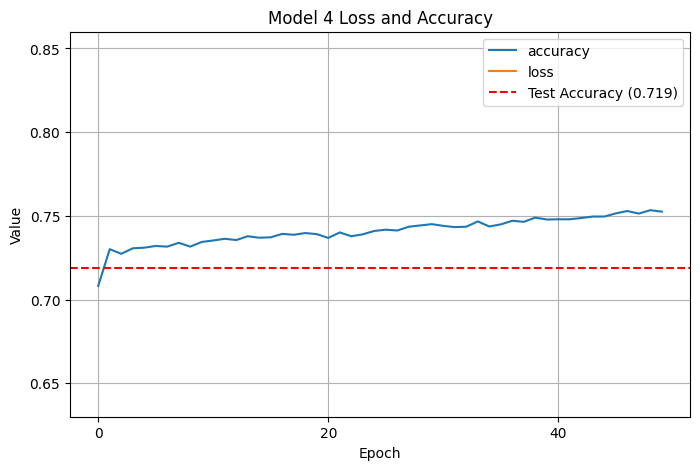 Model 4 Loss and Accuracy
accuracy
loss
Test Accuracy (0.719)
0.85
0.80
0.75
0.70
0.65
Value
0
20
40
Epoch